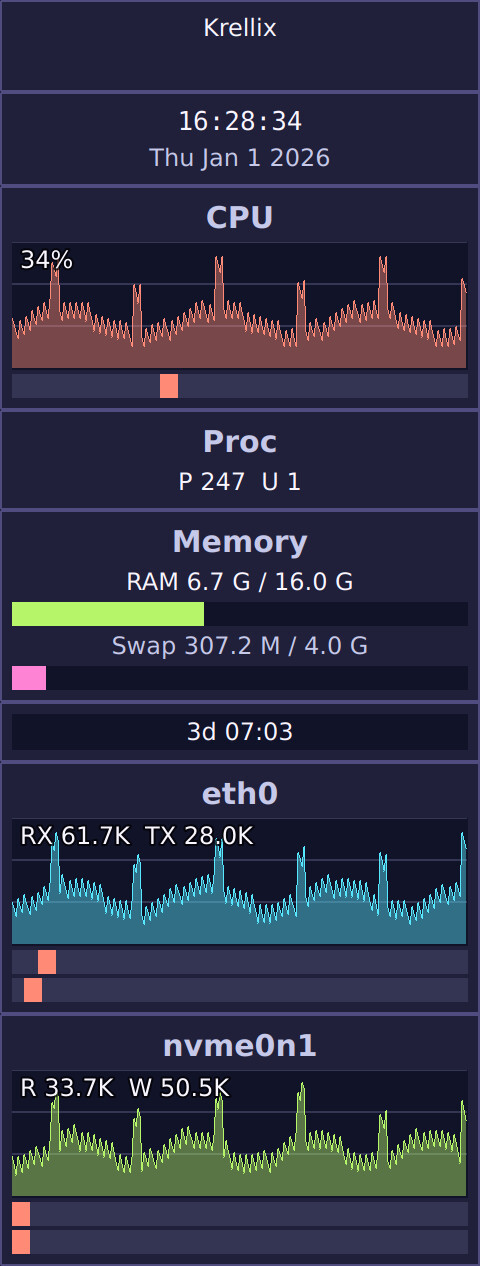 Krellix
16:28:34
Thu Jan 1 2026
CPU
34%
Proc
P 247  U 1
Memory
RAM 6.7 G / 16.0 G
Swap 307.2 M / 4.0 G
3d 07:03
eth0
RX 61.7K  TX 28.0K
nvme0n1
R 33.7K  W 50.5K